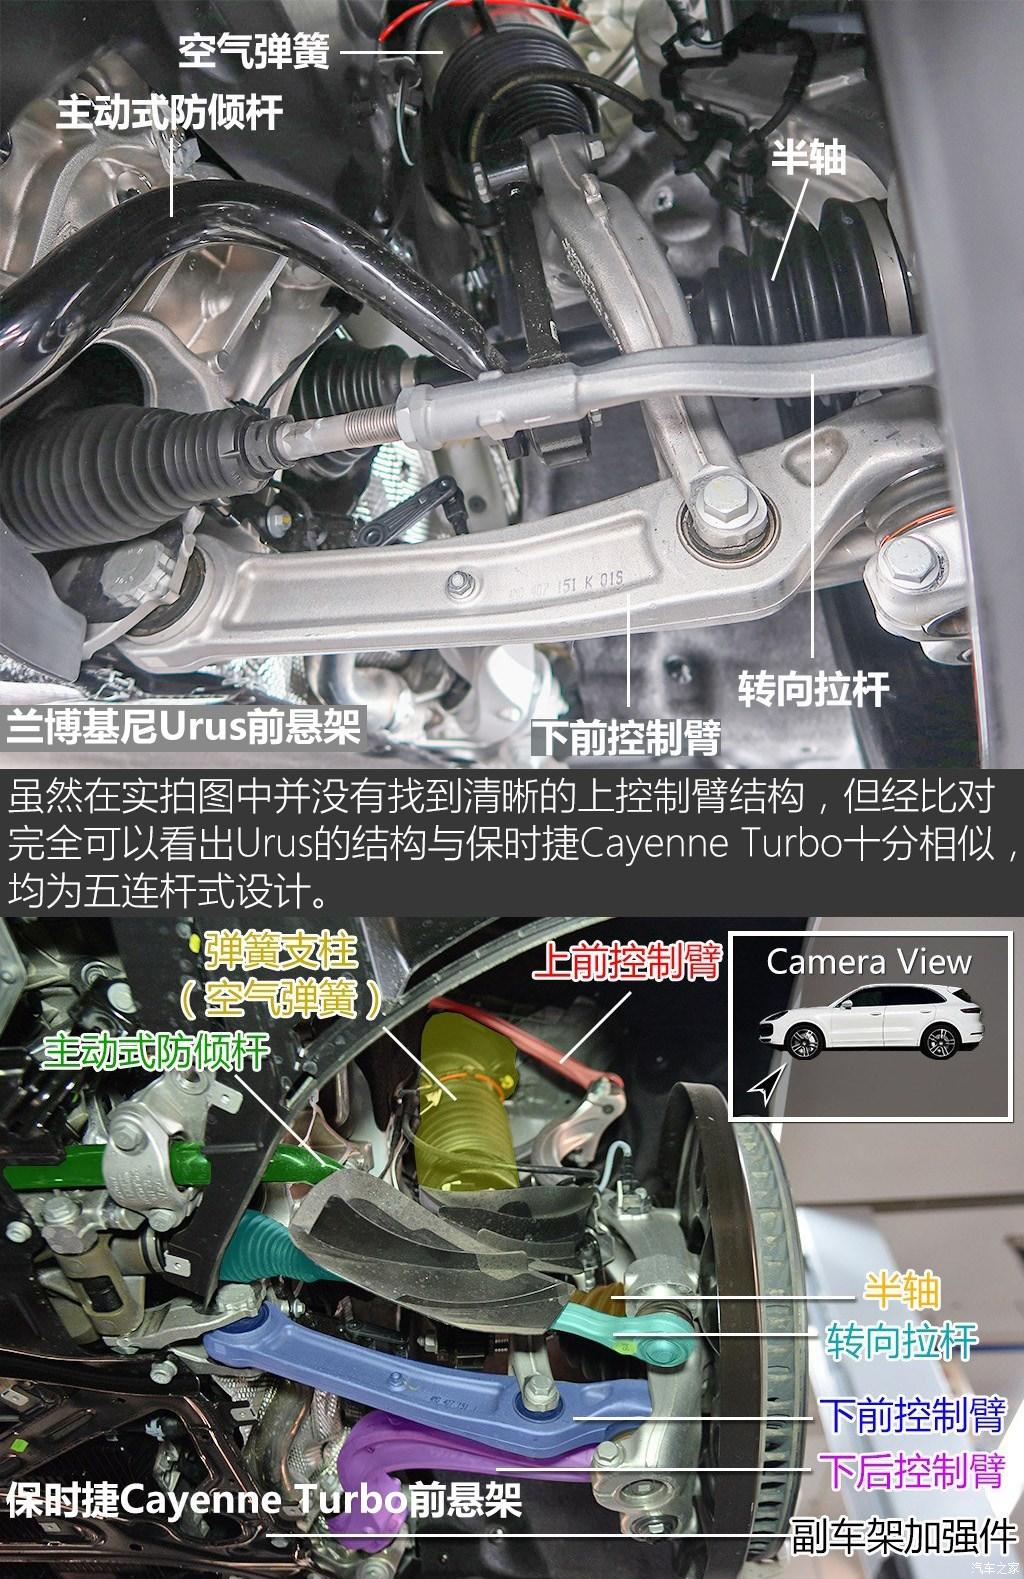 空气弹簧
主动式防倾杆
半轴
151 K 01S
转向拉杆
兰博基尼Urus前悬架
下前控制臂
虽然在实拍图中并没有找到清晰的上控制臂结构，但经比对
完全可以看出Urus的结构与保时捷Cayenne Turbo十分相似，
均为五连杆式设计。
弹簧支柱
（空气弹簧）
上前控制臂
Camera View
主动式防倾杆
半轴
转向拉杆
下前控制臂
下后控制臂
保时捷Cayenne Turbo前悬架
副车架加强件
汽车之家